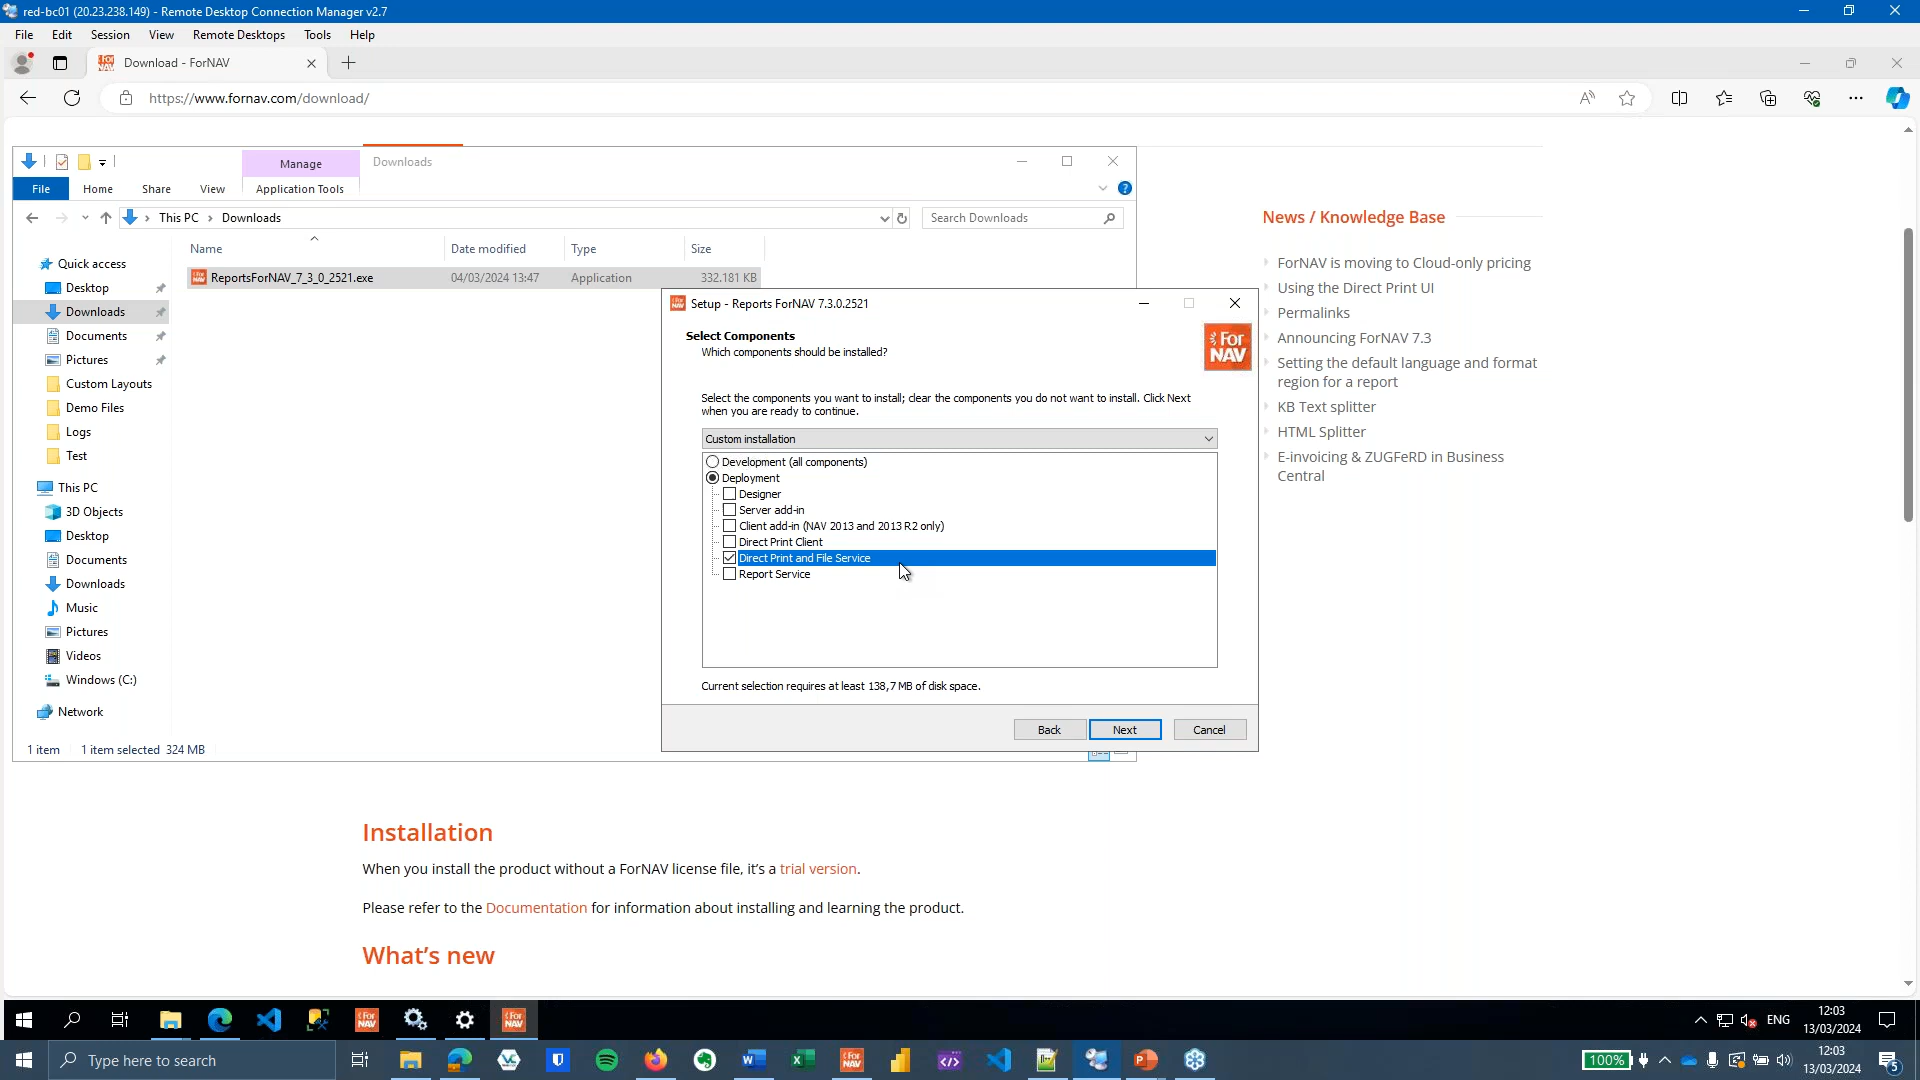 red-bc01 (20.23.238.149) - Remote Desktop Connection Manager v2.7
File Edit Session View Remote Desktops Tools Help
Download - ForNAV
https://www.fornav.com/download/
Manage Downloads
File Home Share View Application Tools
This PC Downloads Search Downloads
Name Date modified Type Size
ReportsForNAV_7_3_0_2521.exe 04/03/2024 13:47 Application 332.181 KB
Quick access
Desktop
Downloads
Documents
Pictures
Custom Layouts
Demo Files
Logs
Test
This PC
3D Objects
Desktop
Documents
Downloads
Music
Pictures
Videos
Windows (C:)
Network
1 item 1 item selected 324 MB
Setup - Reports ForNAV 7.3.0.2521
Select Components
Which components should be installed?
For
NAV
Select the components you want to install; clear the components you do not want to install. Click Next
when you are ready to continue.
Custom installation
Development (all components)
Deployment
Designer
Server add-in
Client add-in (NAV 2013 and 2013 R2 only)
Direct Print Client
Direct Print and File Service
Report Service
Current selection requires at least 138,7 MB of disk space.
Back Next Cancel
News / Knowledge Base
ForNAV is moving to Cloud-only pricing
Using the Direct Print UI
Permalinks
Announcing ForNAV 7.3
Setting the default language and format
region for a report
KB Text splitter
HTML Splitter
E-invoicing & ZUGFeRD in Business
Central
Installation
When you install the product without a ForNAV license file, it's a trial version.
Please refer to the Documentation for information about installing and learning the product.
What's new
ENG 12:03
13/03/2024
Type here to search
100% 12:03
13/03/2024
5